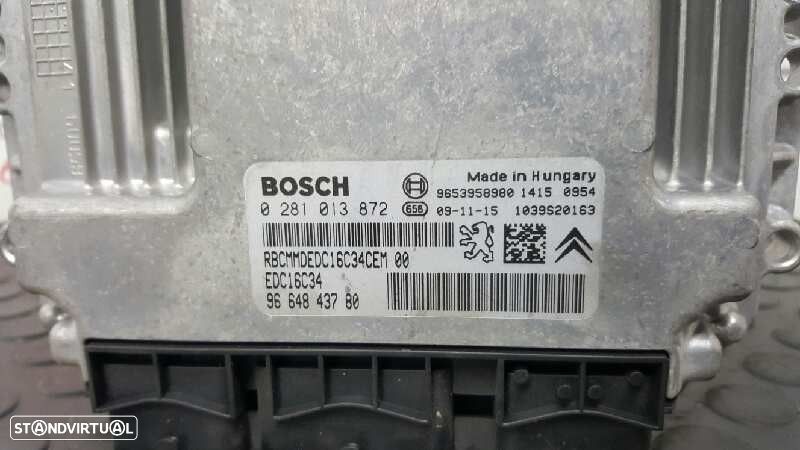 BOSCH
Made in Hungary
9653958980 1415 0954
0 281 013 872 656 09-11-15 1039S20163
RBCMMDEDC16C34CEM 00
EDC16C34
96 648 437 80
STANDVIRTUAL